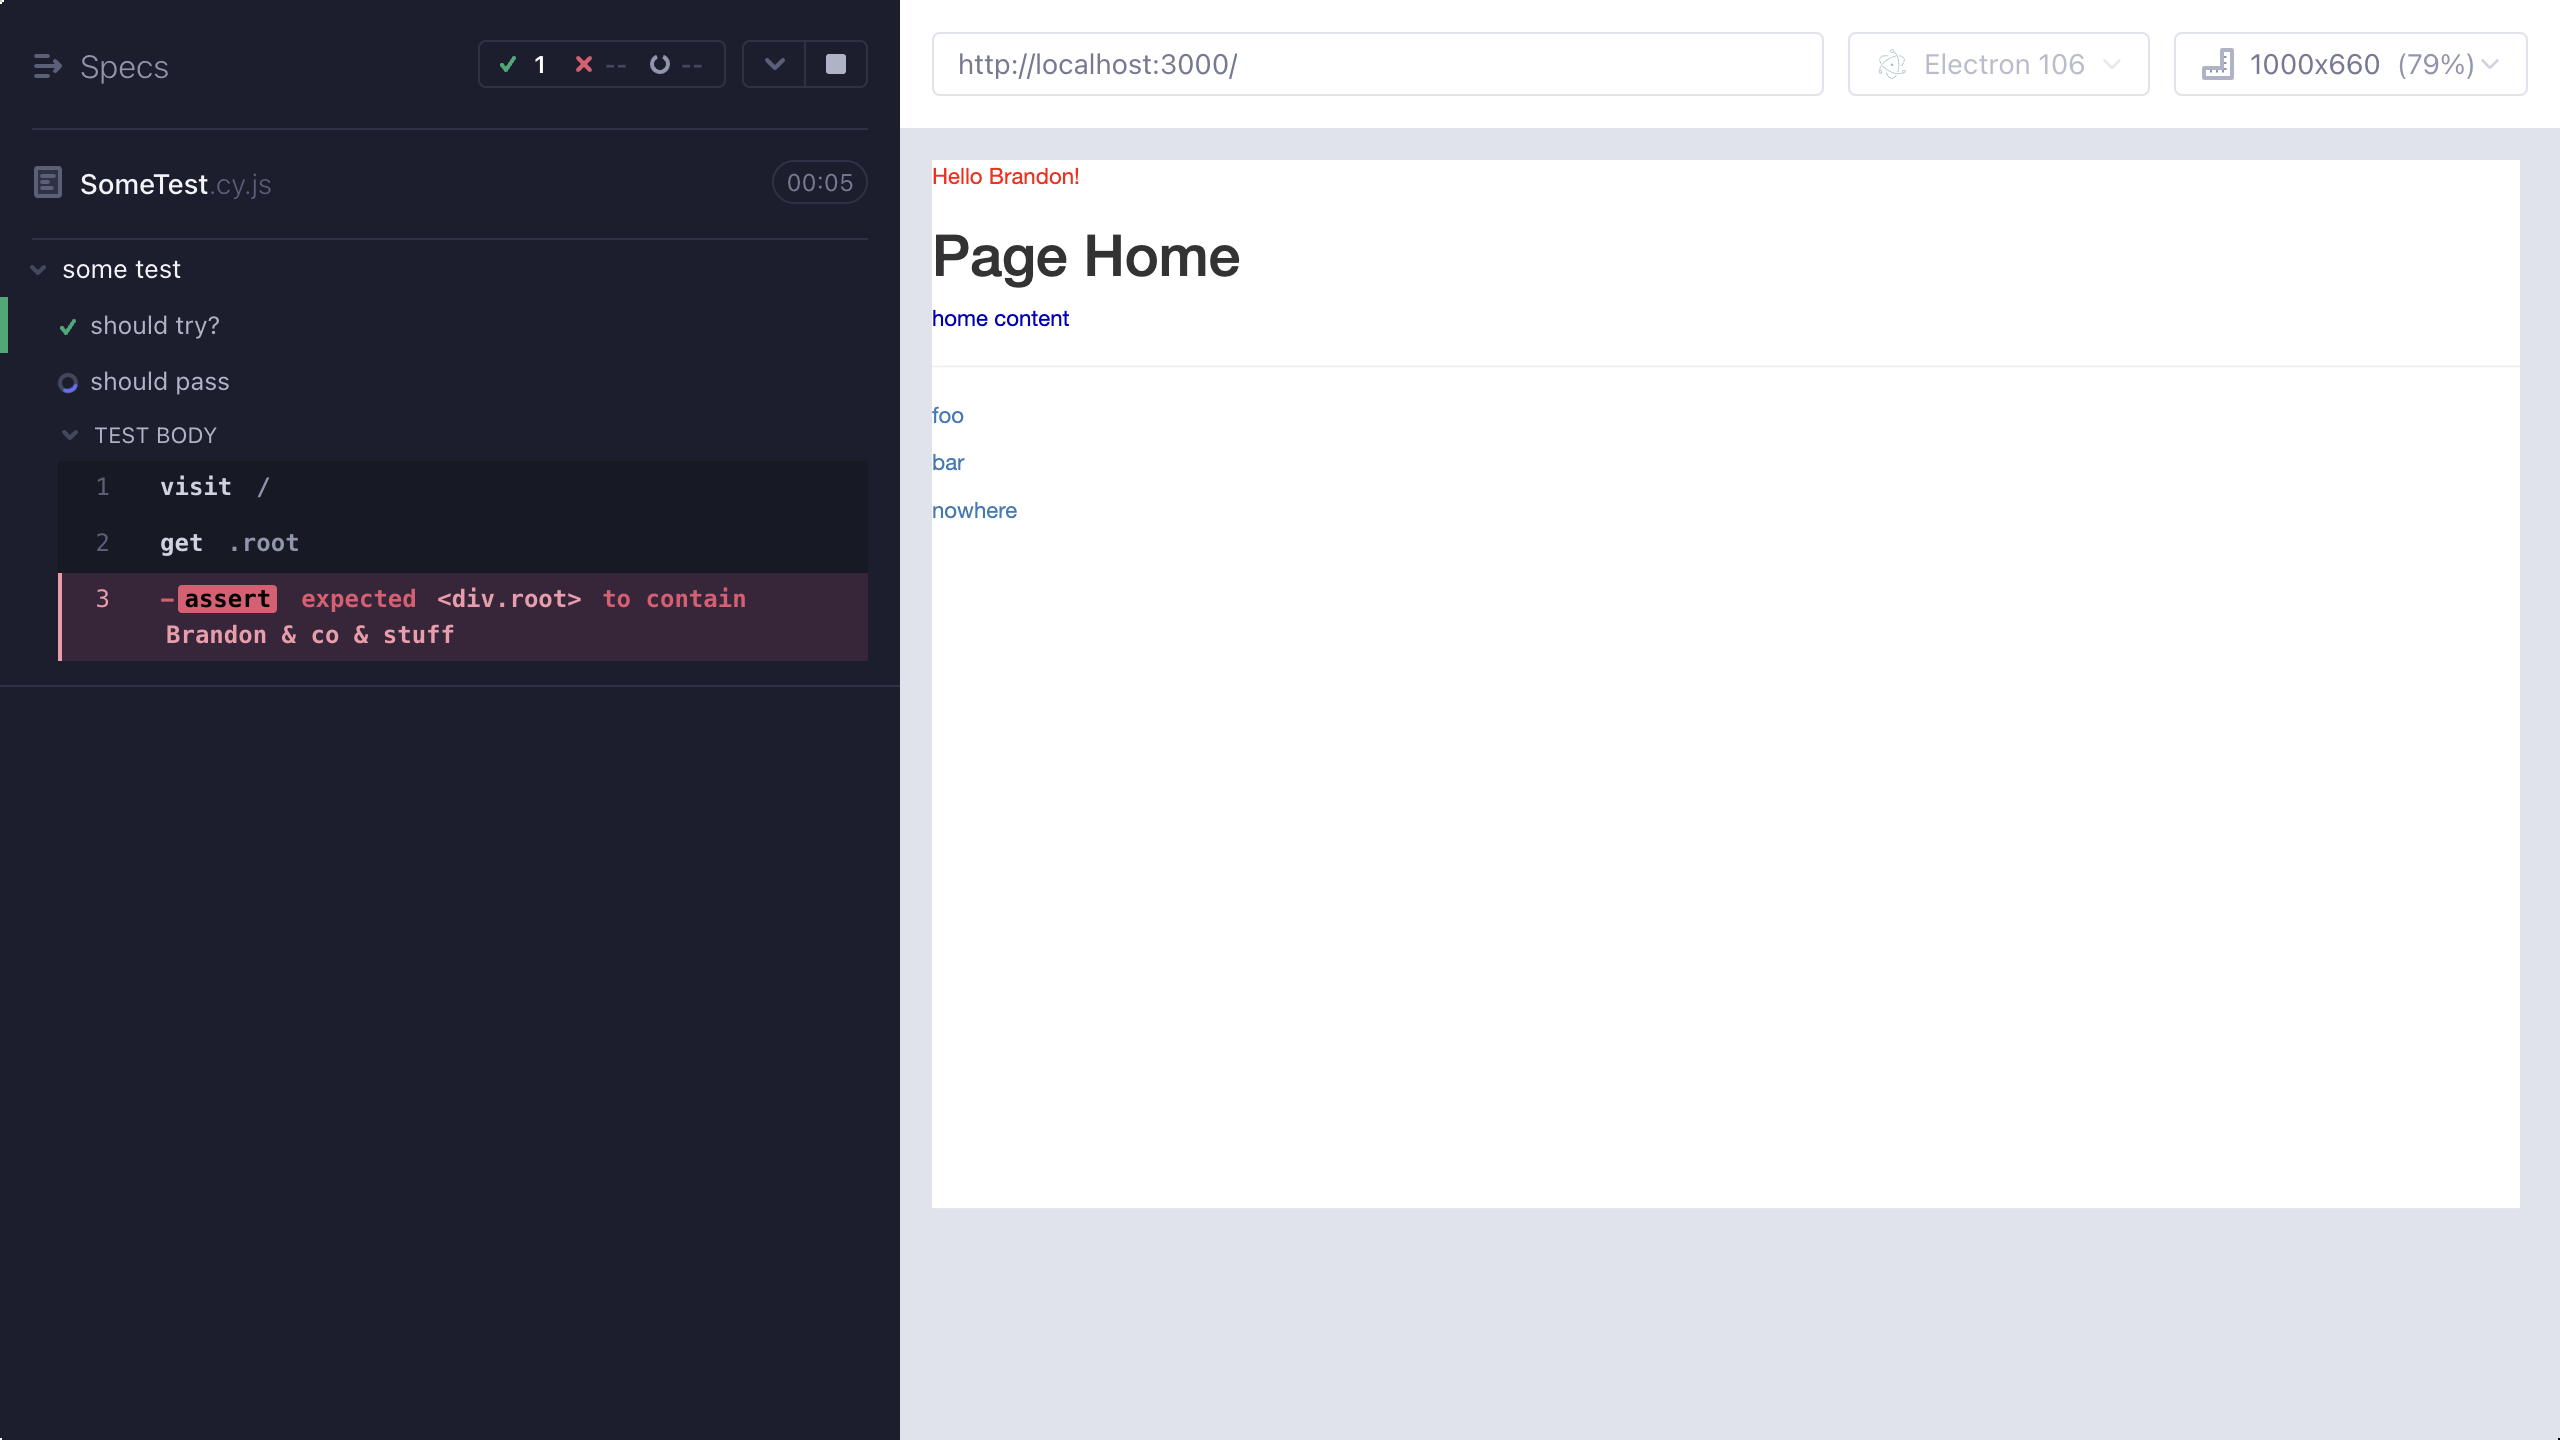 Specs
1 -- --
SomeTest.cy.js
00:05
some test
should try?
should pass
TEST BODY
1 visit /
2 get .root
3 -assert expected <div.root> to contain
Brandon & co & stuff
http://localhost:3000/
Electron 106
1000x660 (79%)
Hello Brandon!
Page Home
home content
foo
bar
nowhere